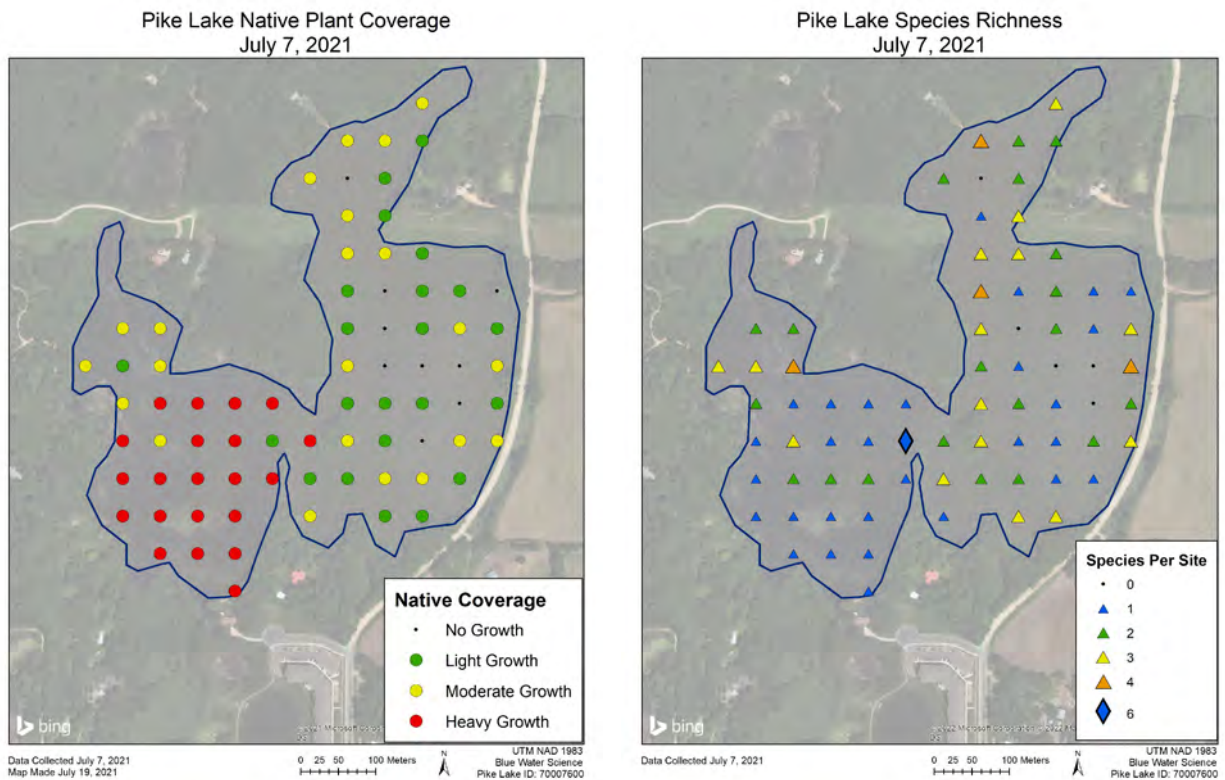 Pike Lake Native Plant Coverage
July 7, 2021
Native Coverage
No Growth
Light Growth
Moderate Growth
Heavy Growth
bing
Data Collected July 7, 2021
Map Made July 19, 2021
0 25 50 100 Meters
N
UTM NAD 1983
Blue Water Science
Pike Lake ID: 70007600
Pike Lake Species Richness
July 7, 2021
Species Per Site
0
1
2
3
4
6
bing
Data Collected July 7, 2021
0 25 50 100 Meters
N
UTM NAD 1983
Blue Water Science
Pike Lake ID: 70007600